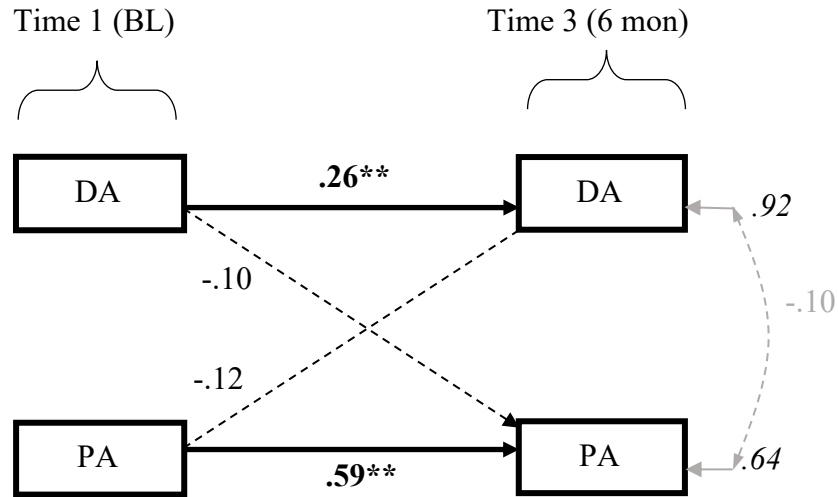 Time 1 (BL)
Time 3 (6 mon)
DA
.26**
DA
.92
-.10
-.10
-.12
PA
.59**
PA
.64